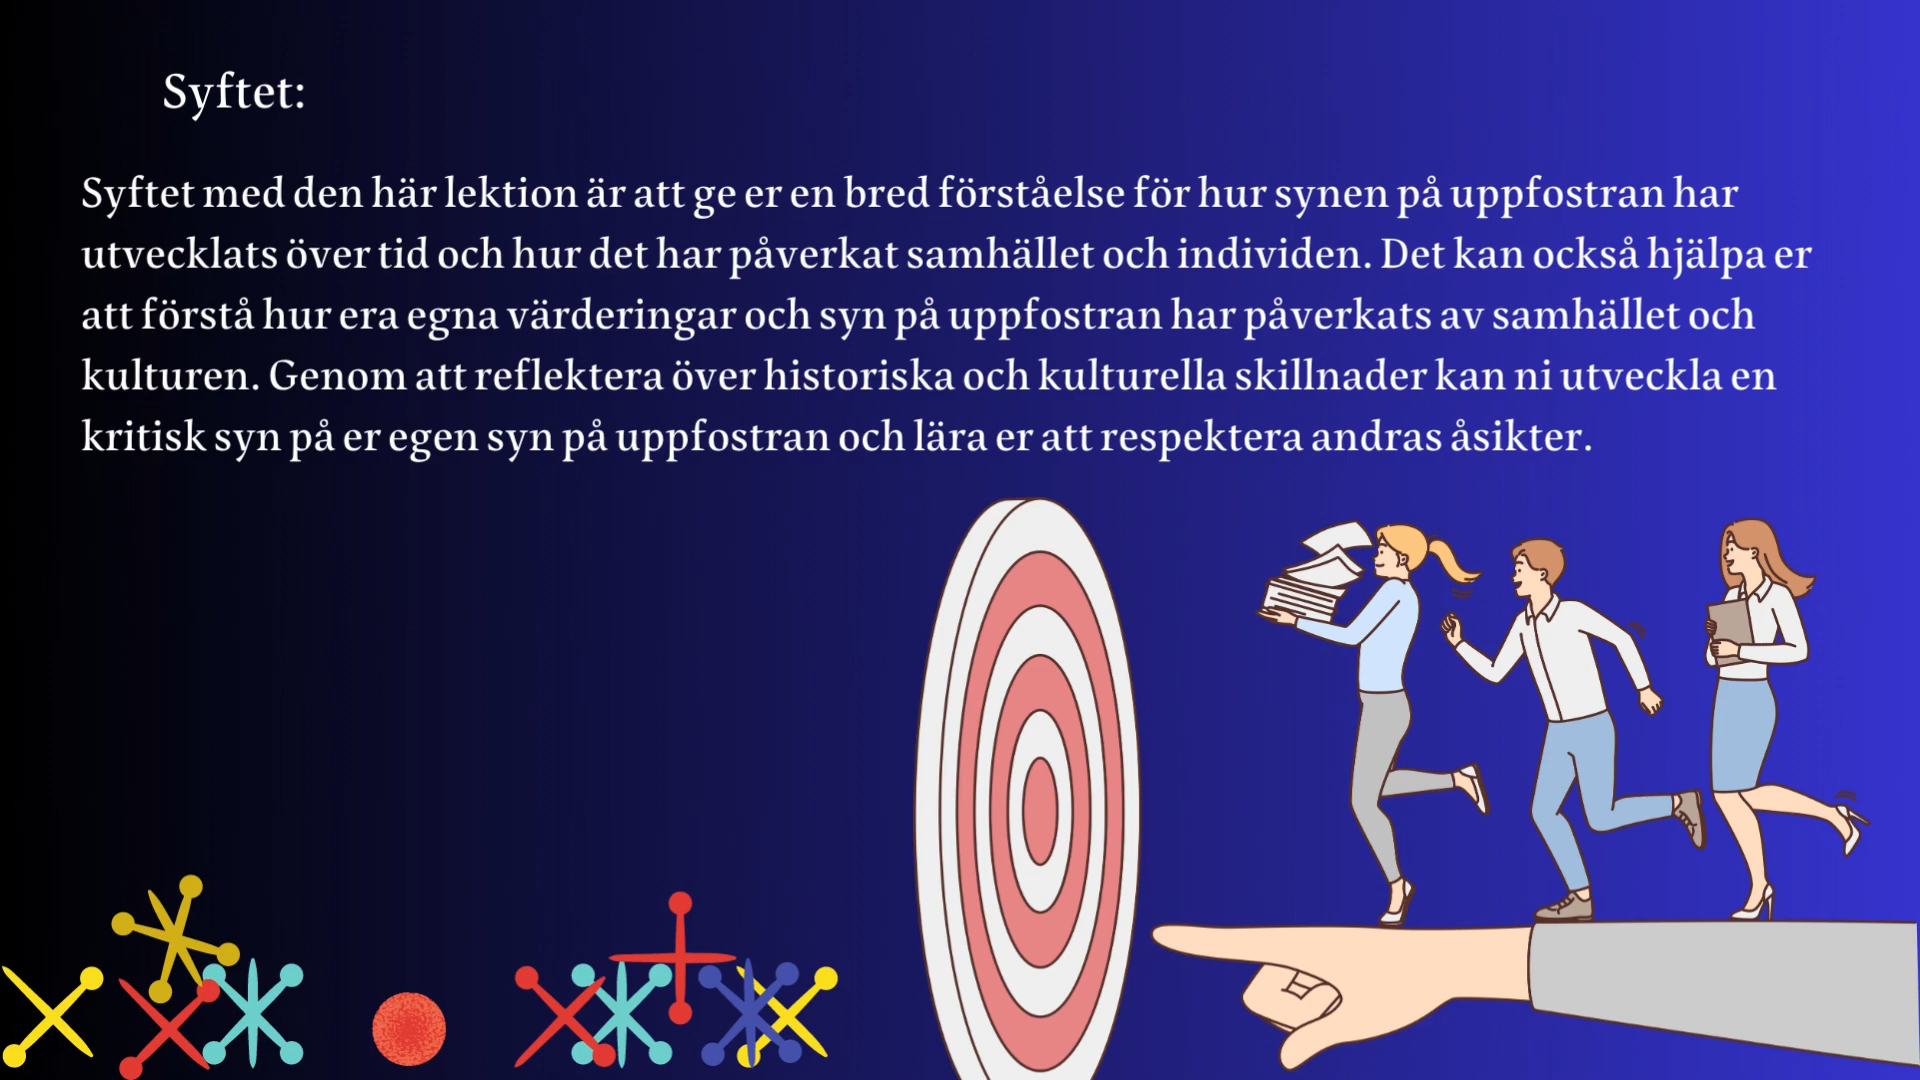 Syftet:
Syftet med den här lektion är att ge er en bred förståelse för hur synen på uppfostran har
utvecklats över tid och hur det har påverkat samhället och individen. Det kan också hjälpa er
att förstå hur era egna värderingar och syn på uppfostran har påverkats av samhället och
kulturen. Genom att reflektera över historiska och kulturella skillnader kan ni utveckla en
kritisk syn på er egen syn på uppfostran och lära er att respektera andras åsikter.